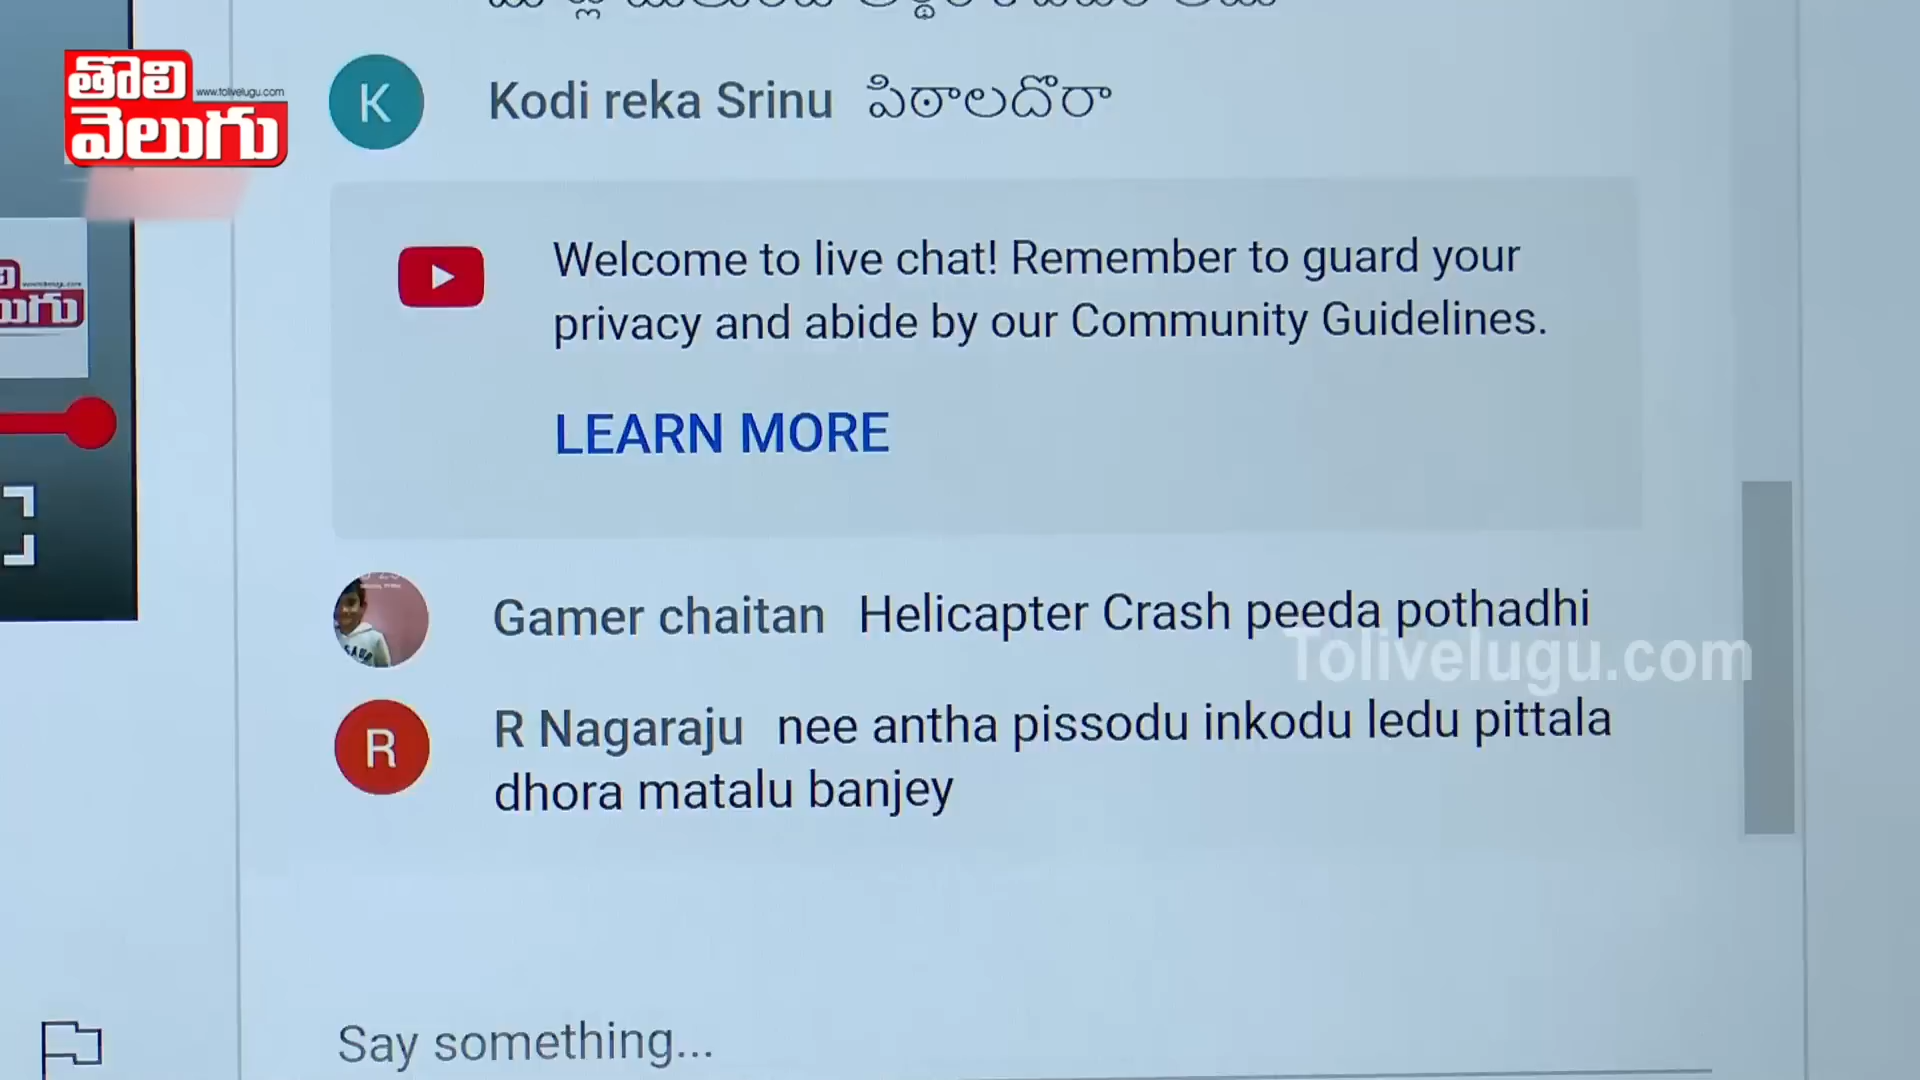 తొలి
www.tolivelugu.com
వెలుగు
Kodi reka Srinu పిఠాలదొరా
Welcome to live chat! Remember to guard your
privacy and abide by our Community Guidelines.
LEARN MORE
Gamer chaitan Helicapter Crash peeda pothadhi
Tolivelugu.com
R Nagaraju nee antha pissodu inkodu ledu pittala
dhora matalu banjey
Say something...